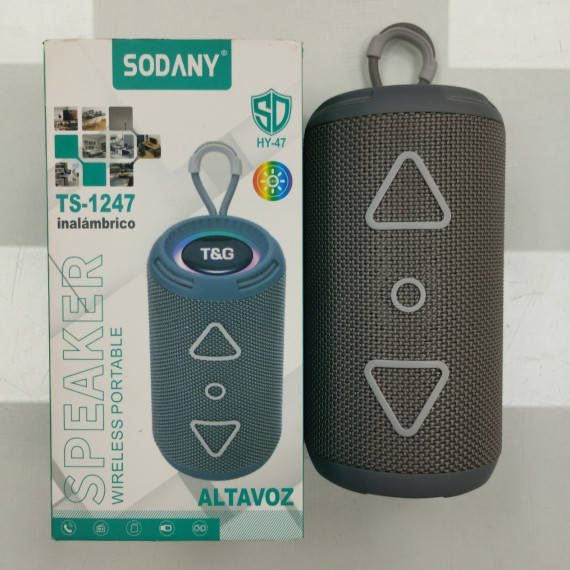 SODANY®
SD
HY-47
TS-1247
inalámbrico
T&G
SPEAKER
WIRELESS PORTABLE
ALTAVOZ